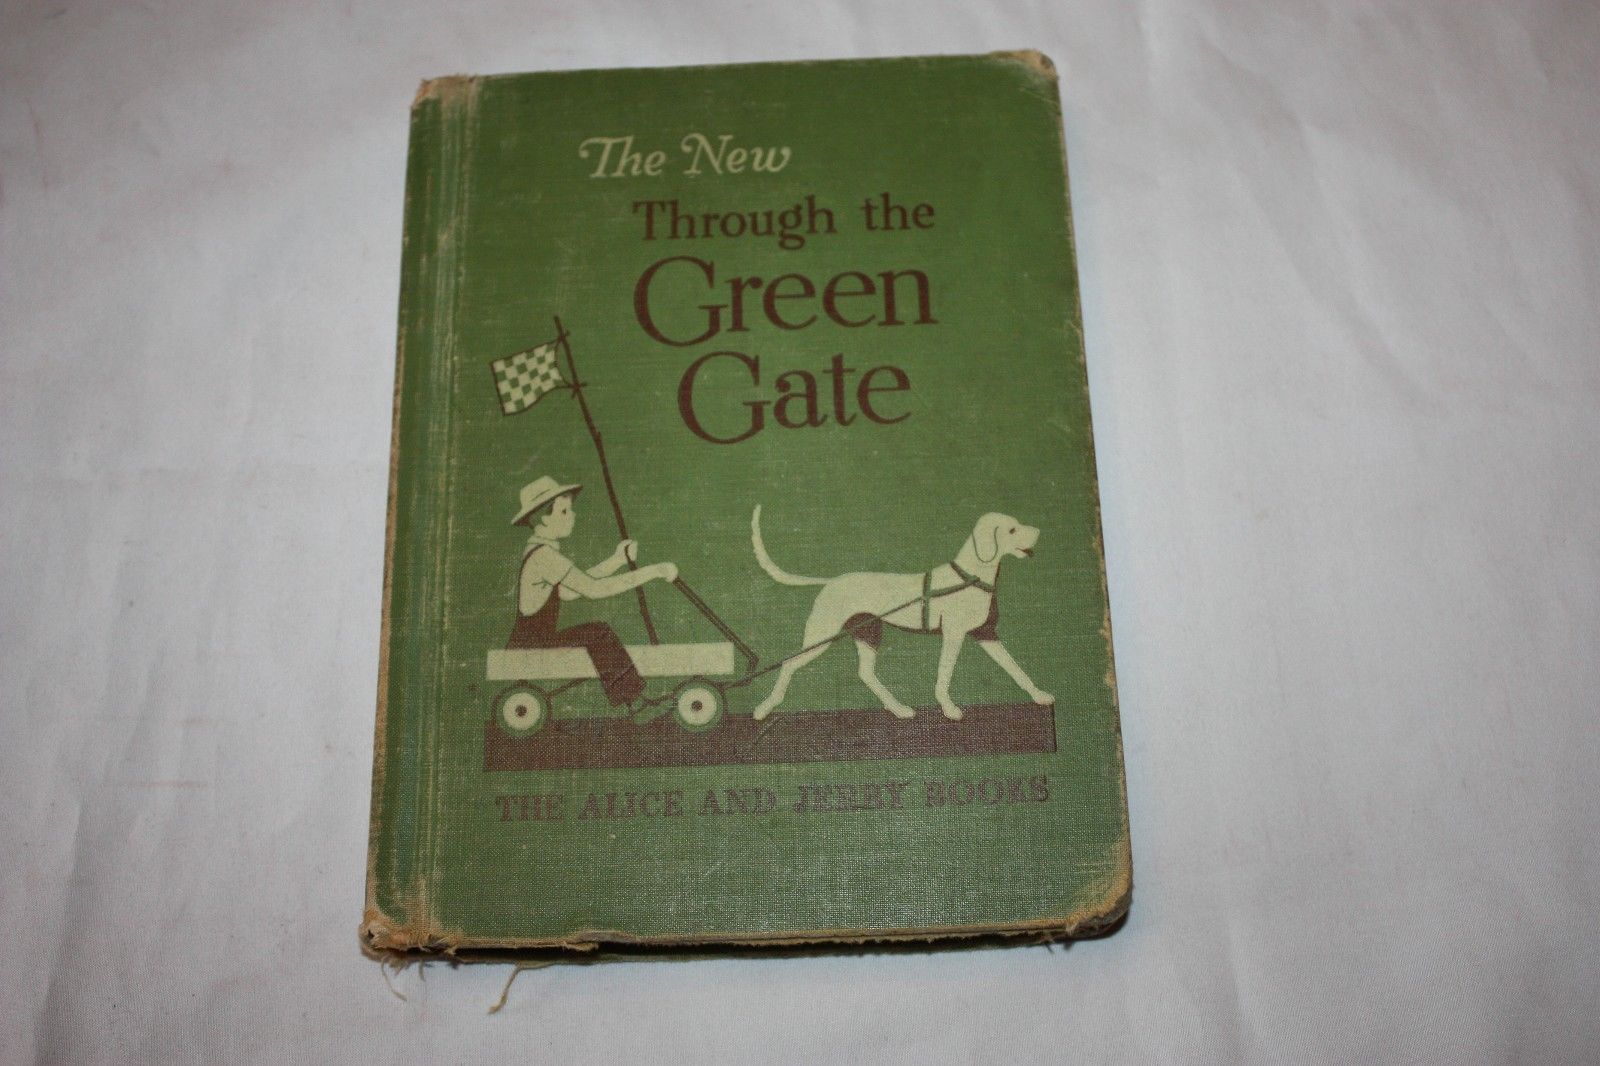 The New
Through the
Green
Gate
THE ALICE AND JERRY BOOKS